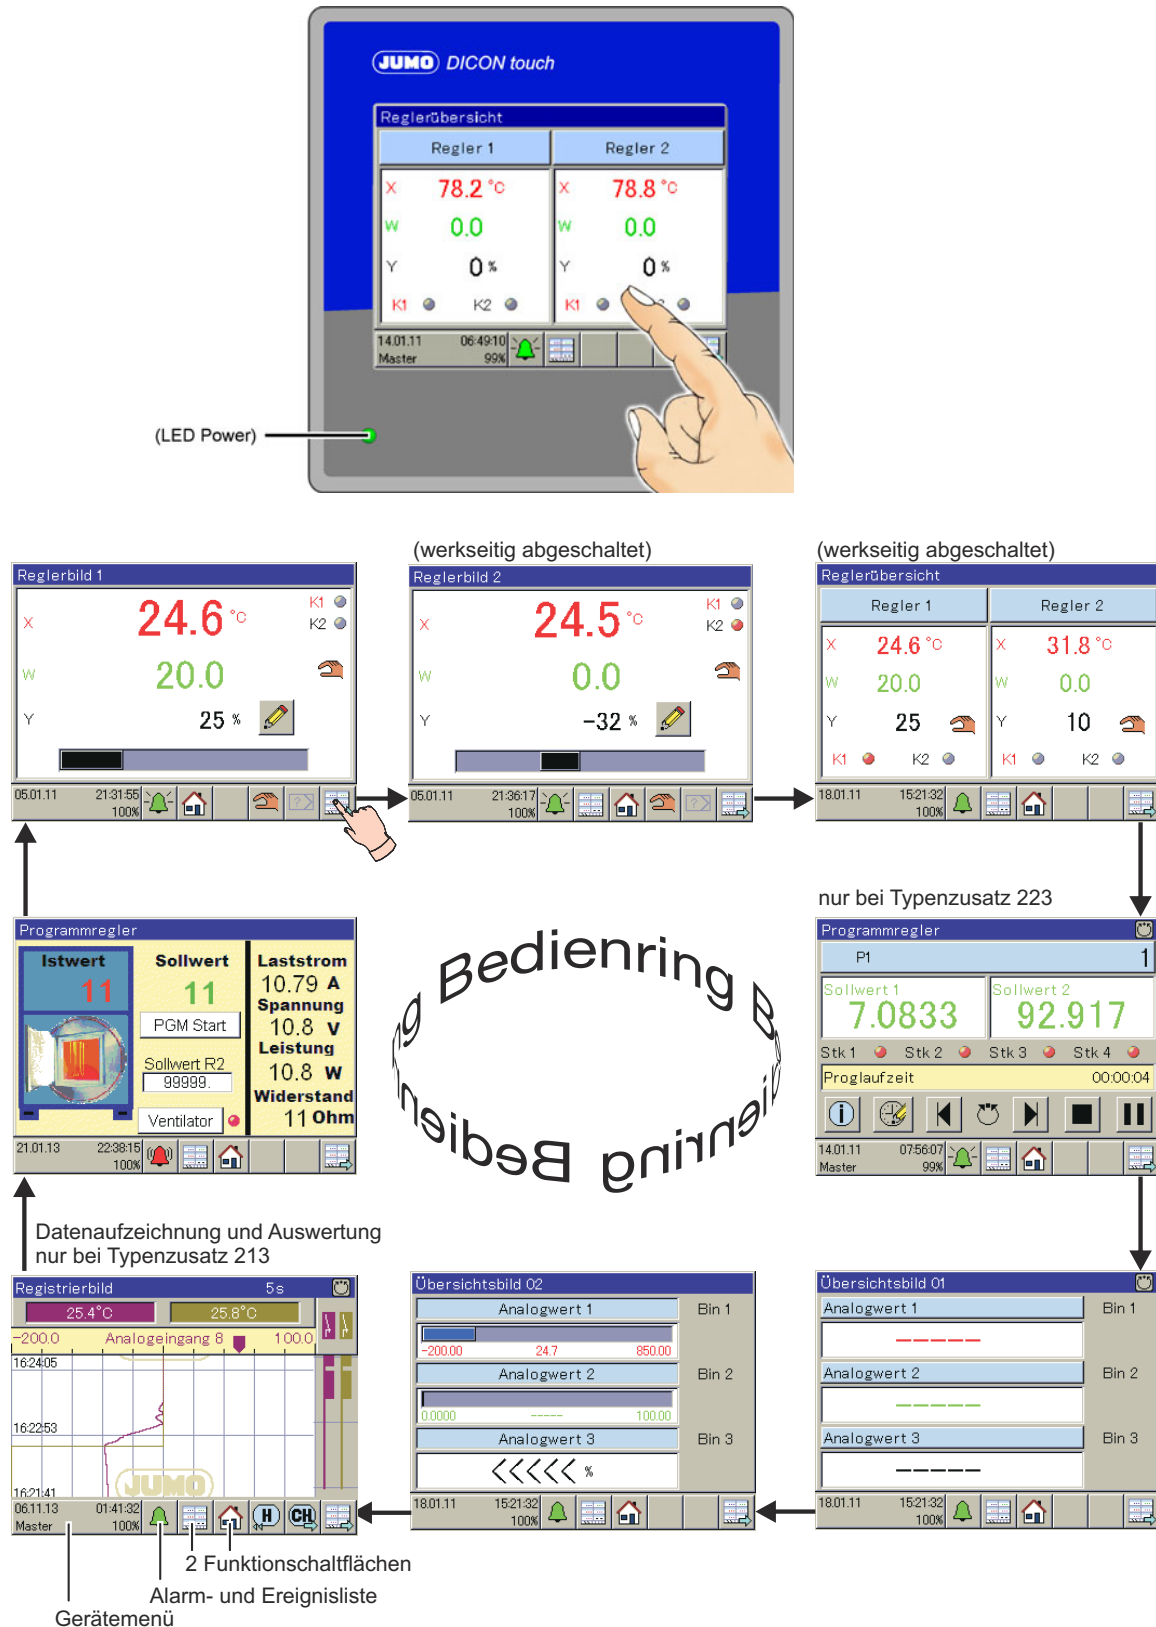 JUMO DICON touch
Reglerübersicht
Regler 1 Regler 2
X 78.2 °C X 78.8 °C
W 0.0 W 0.0
Y 0 % Y 0 %
K1 K2 K1
14.01.11 06:49:10
Master 99%
(LED Power)
(werkseitig abgeschaltet) (werkseitig abgeschaltet)
Reglerbild 1
X 24.6 °C K1
K2
W 20.0
Y 25 %
05.01.11 21:31:55
100%
Reglerbild 2
X 24.5 °C K1
K2
W 0.0
Y -32 %
05.01.11 21:36:17
100%
Reglerübersicht
Regler 1 Regler 2
X 24.6 °C X 31.8 °C
W 20.0 W 0.0
Y 25 Y 10
K1 K2 K1 K2
18.01.11 15:21:32
100%
nur bei Typenzusatz 223
Programmregler
Istwert Sollwert Laststrom
11 11 10.79 A
Spannung
PGM Start 10.8 V
Leistung
Sollwert R2 10.8 W
99999.
Widerstand
Ventilator 11 Ohm
21.01.13 22:38:15
100%
Bedienring Bedienring Bedienring
Programmregler
P1 1
Sollwert 1 Sollwert 2
7.0833 92.917
Stk1 Stk2 Stk3 Stk4
Proglaufzeit 00:00:04
14.01.11 07:56:07
Master 99%
Datenaufzeichnung und Auswertung
nur bei Typenzusatz 213
Registrierbild 5s
25.4°C 25.8°C
-200.0 Analogeingang 8 100.0
16:24:05
16:22:53
JUMO
16:21:41
06.11.13 01:41:32 H CH
Master 100%
Übersichtsbild 02
Analogwert 1 Bin 1
-200.00 24.7 850.00
Analogwert 2 Bin 2
0.0000 ----- 100.00
Analogwert 3 Bin 3
<<<<< %
18.01.11 15:21:32
100%
Übersichtsbild 01
Analogwert 1 Bin 1
-----
Analogwert 2 Bin 2
-----
Analogwert 3 Bin 3
-----
18.01.11 15:21:32
100%
2 Funktionschaltflächen
Alarm- und Ereignisliste
Gerätemenü